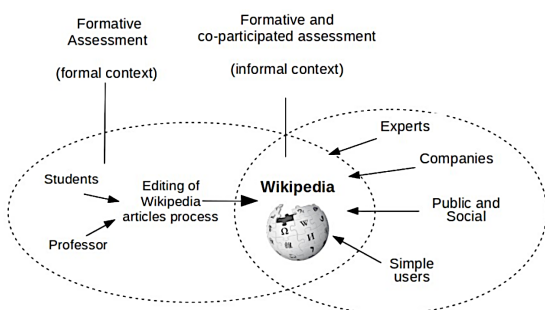 Formative
Assessment
(formal context)
Formative and
co-participated assessment
(informal context)
Students
Professor
Editing of
Wikipedia
articles process
Wikipedia
Experts
Companies
Public and
Social
Simple
users